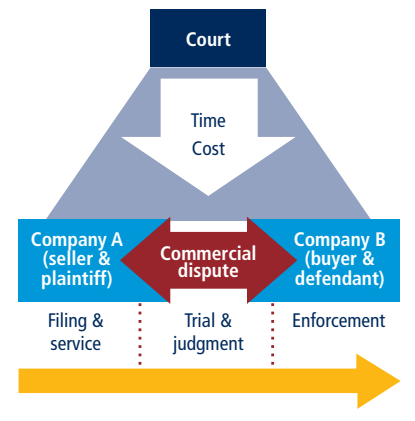 Court
Time
Cost
Company A
(seller &
plaintiff)
Commercial
dispute
Company B
(buyer &
defendant)
Filing &
service
Trial &
judgment
Enforcement